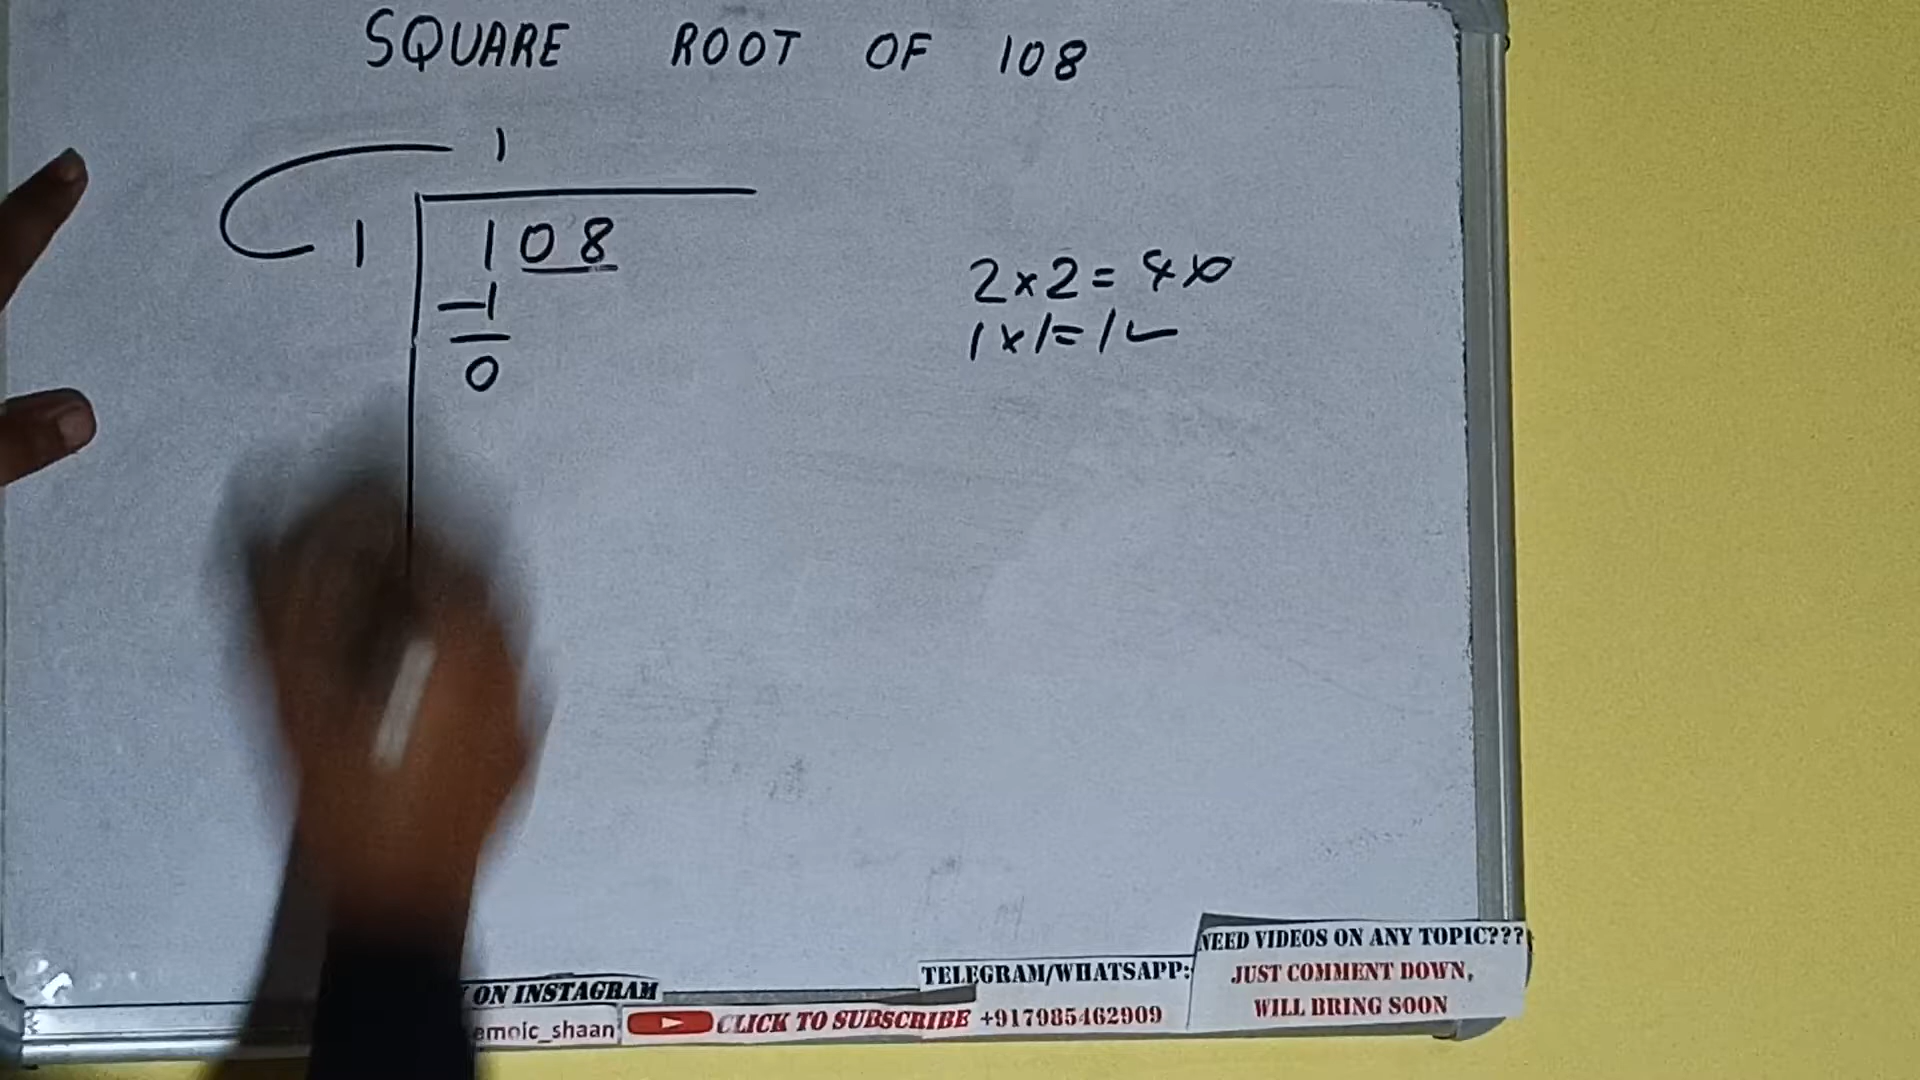 SQUARE ROOT OF 108
1
1 108
2×2=4×
-1
1×1=1✓
0
ON INSTAGRAM
TELEGRAM/WHATSAPP:
NEED VIDEOS ON ANY TOPIC???
JUST COMMENT DOWN,
WILL BRING SOON
emoic_shaan
CLICK TO SUBSCRIBE +917985462909